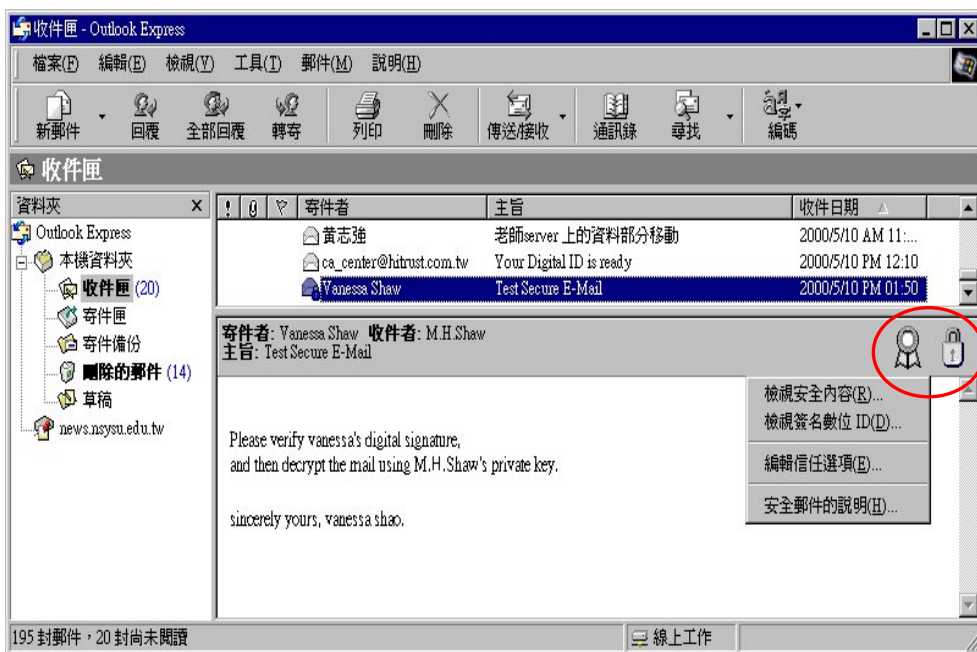 收件匣 - Outlook Express
檔案(F) 編輯(E) 檢視(V) 工具(T) 郵件(M) 說明(H)
新郵件 回覆 全部回覆 轉寄 列印 刪除 傳送/接收 通訊錄 尋找 編碼
收件匣
資料夾 x
Outlook Express
本機資料夾
收件匣 (20)
寄件匣
寄件備份
刪除的郵件 (14)
草稿
news.nsysu.edu.tw
! 寄件者 主旨 收件日期
黃志強 老師server 上的資料部分移動 2000/5/10 AM 11:...
ca_center@hitrust.com.tw Your Digital ID is ready 2000/5/10 PM 12:10
Vanessa Shaw Test Secure E-Mail 2000/5/10 PM 01:50
寄件者: Vanessa Shaw 收件者: M.H.Shaw
主旨: Test Secure E-Mail
檢視安全內容(R)...
檢視簽名數位 ID(D)...
編輯信任選項(E)...
安全郵件的說明(H)...
Please verify vanessa's digital signature,
and then decrypt the mail using M.H.Shaw's private key.
sincerely yours, vanessa shao.
195 封郵件，20 封尚未閱讀 線上工作